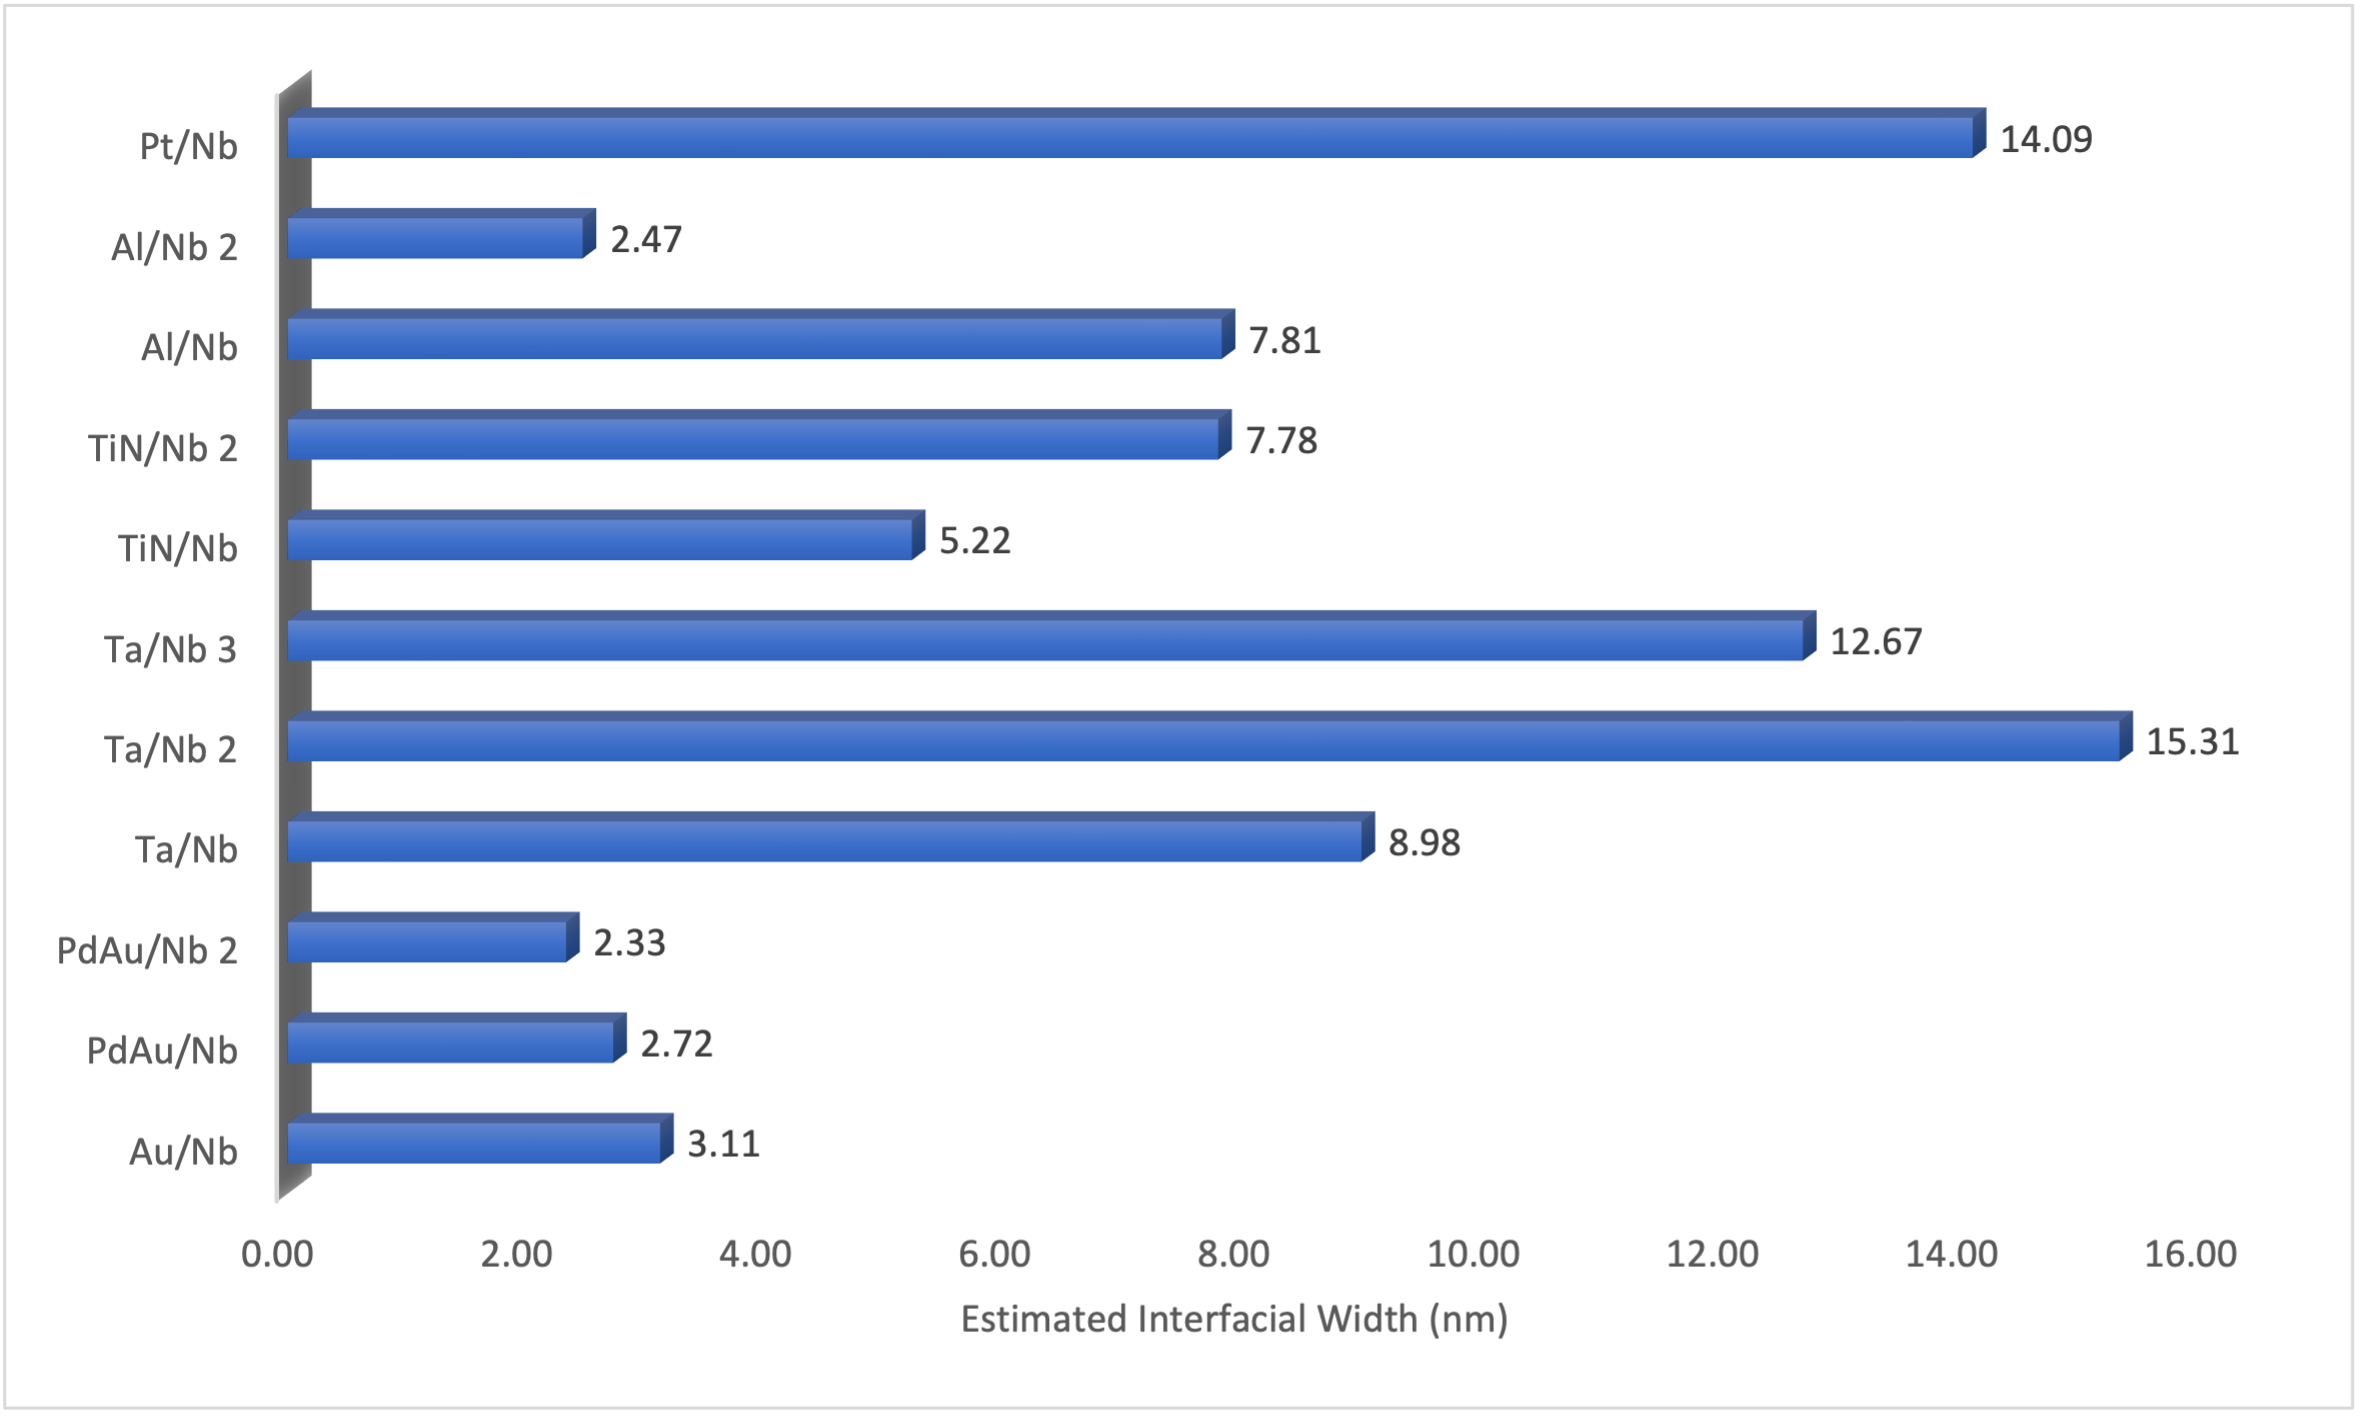 Pt/Nb 14.09
Al/Nb 2 2.47
Al/Nb 7.81
TiN/Nb 2 7.78
TiN/Nb 5.22
Ta/Nb 3 12.67
Ta/Nb 2 15.31
Ta/Nb 8.98
PdAu/Nb 2 2.33
PdAu/Nb 2.72
Au/Nb 3.11
0.00 2.00 4.00 6.00 8.00 10.00 12.00 14.00 16.00
Estimated Interfacial Width (nm)